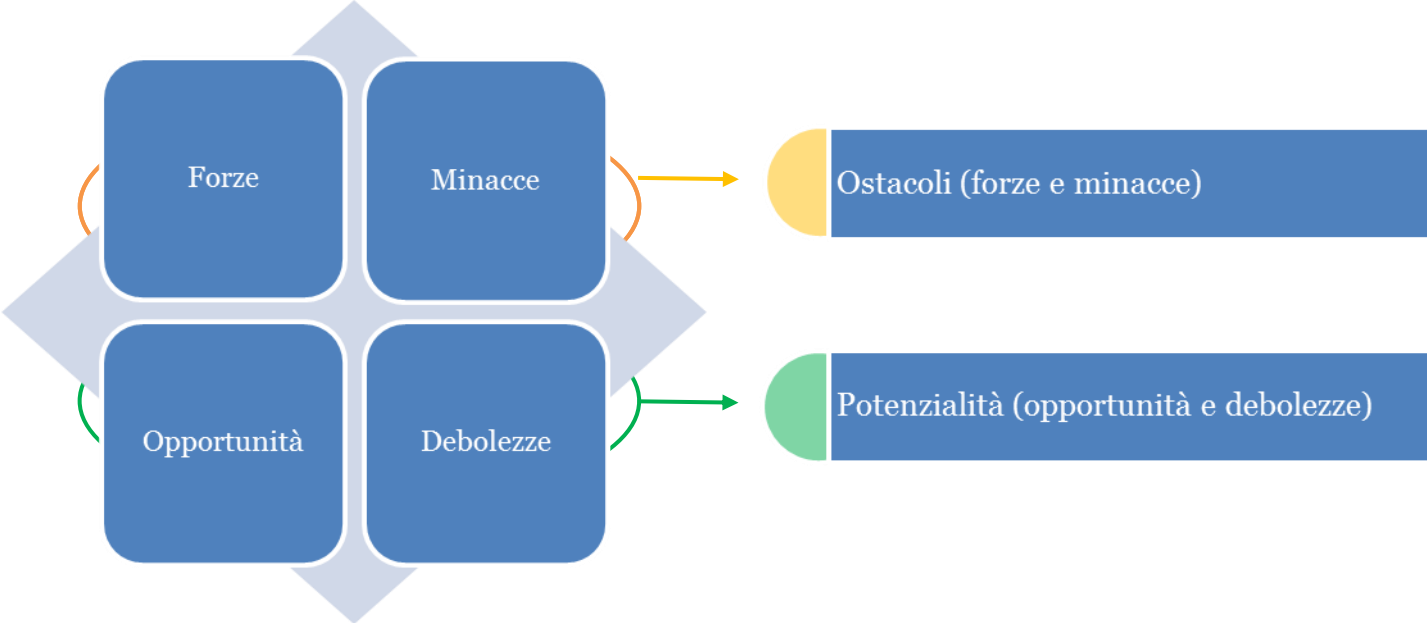 Forze
Minacce
Ostacoli (forze e minacce)
Opportunità
Debolezze
Potenzialità (opportunità e debolezze)